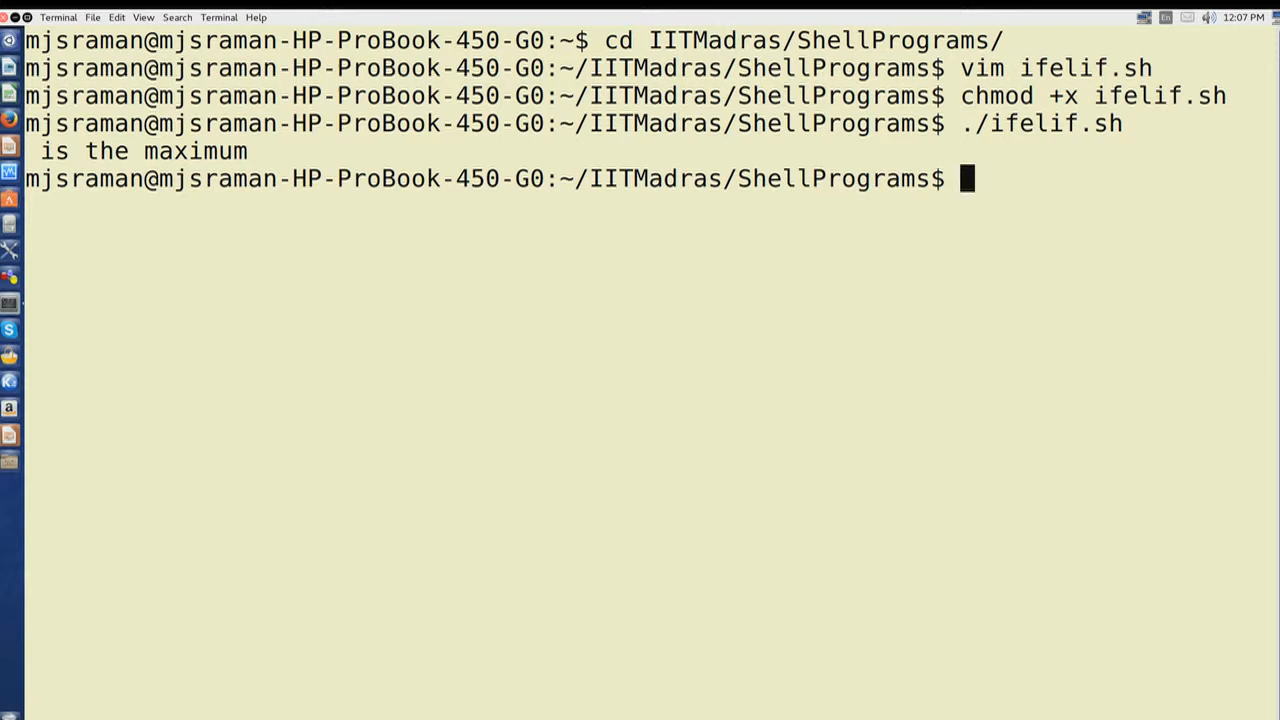 Terminal File Edit View Search Terminal Help En 12:07 PM
mjsraman@mjsraman-HP-ProBook-450-G0:~$ cd IITMadras/ShellPrograms/
mjsraman@mjsraman-HP-ProBook-450-G0:~/IITMadras/ShellPrograms$ vim ifelif.sh
mjsraman@mjsraman-HP-ProBook-450-G0:~/IITMadras/ShellPrograms$ chmod +x ifelif.sh
mjsraman@mjsraman-HP-ProBook-450-G0:~/IITMadras/ShellPrograms$ ./ifelif.sh
 is the maximum
mjsraman@mjsraman-HP-ProBook-450-G0:~/IITMadras/ShellPrograms$